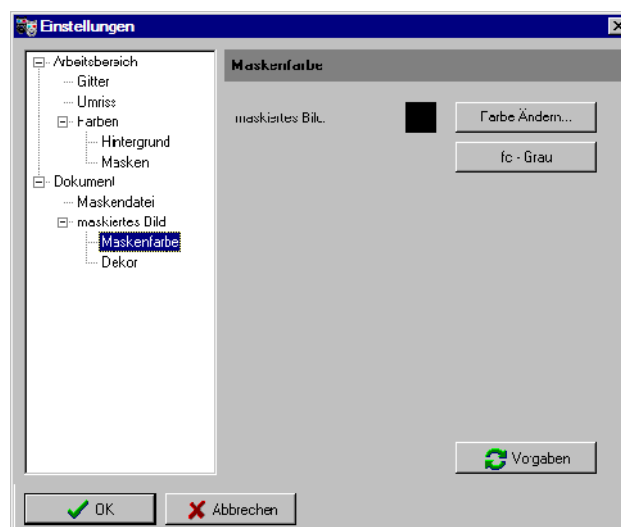 Einstellungen
Arbeitsbereich
Gitter
Umriss
Farben
Hintergrund
Masken
Dokument
Maskendatei
maskiertes Bild
Maskenfarbe
Dekor
Maskenfarbe
maskiertes Bild:
Farbe Ändern...
fc - Grau
Vorgaben
OK
Abbrechen